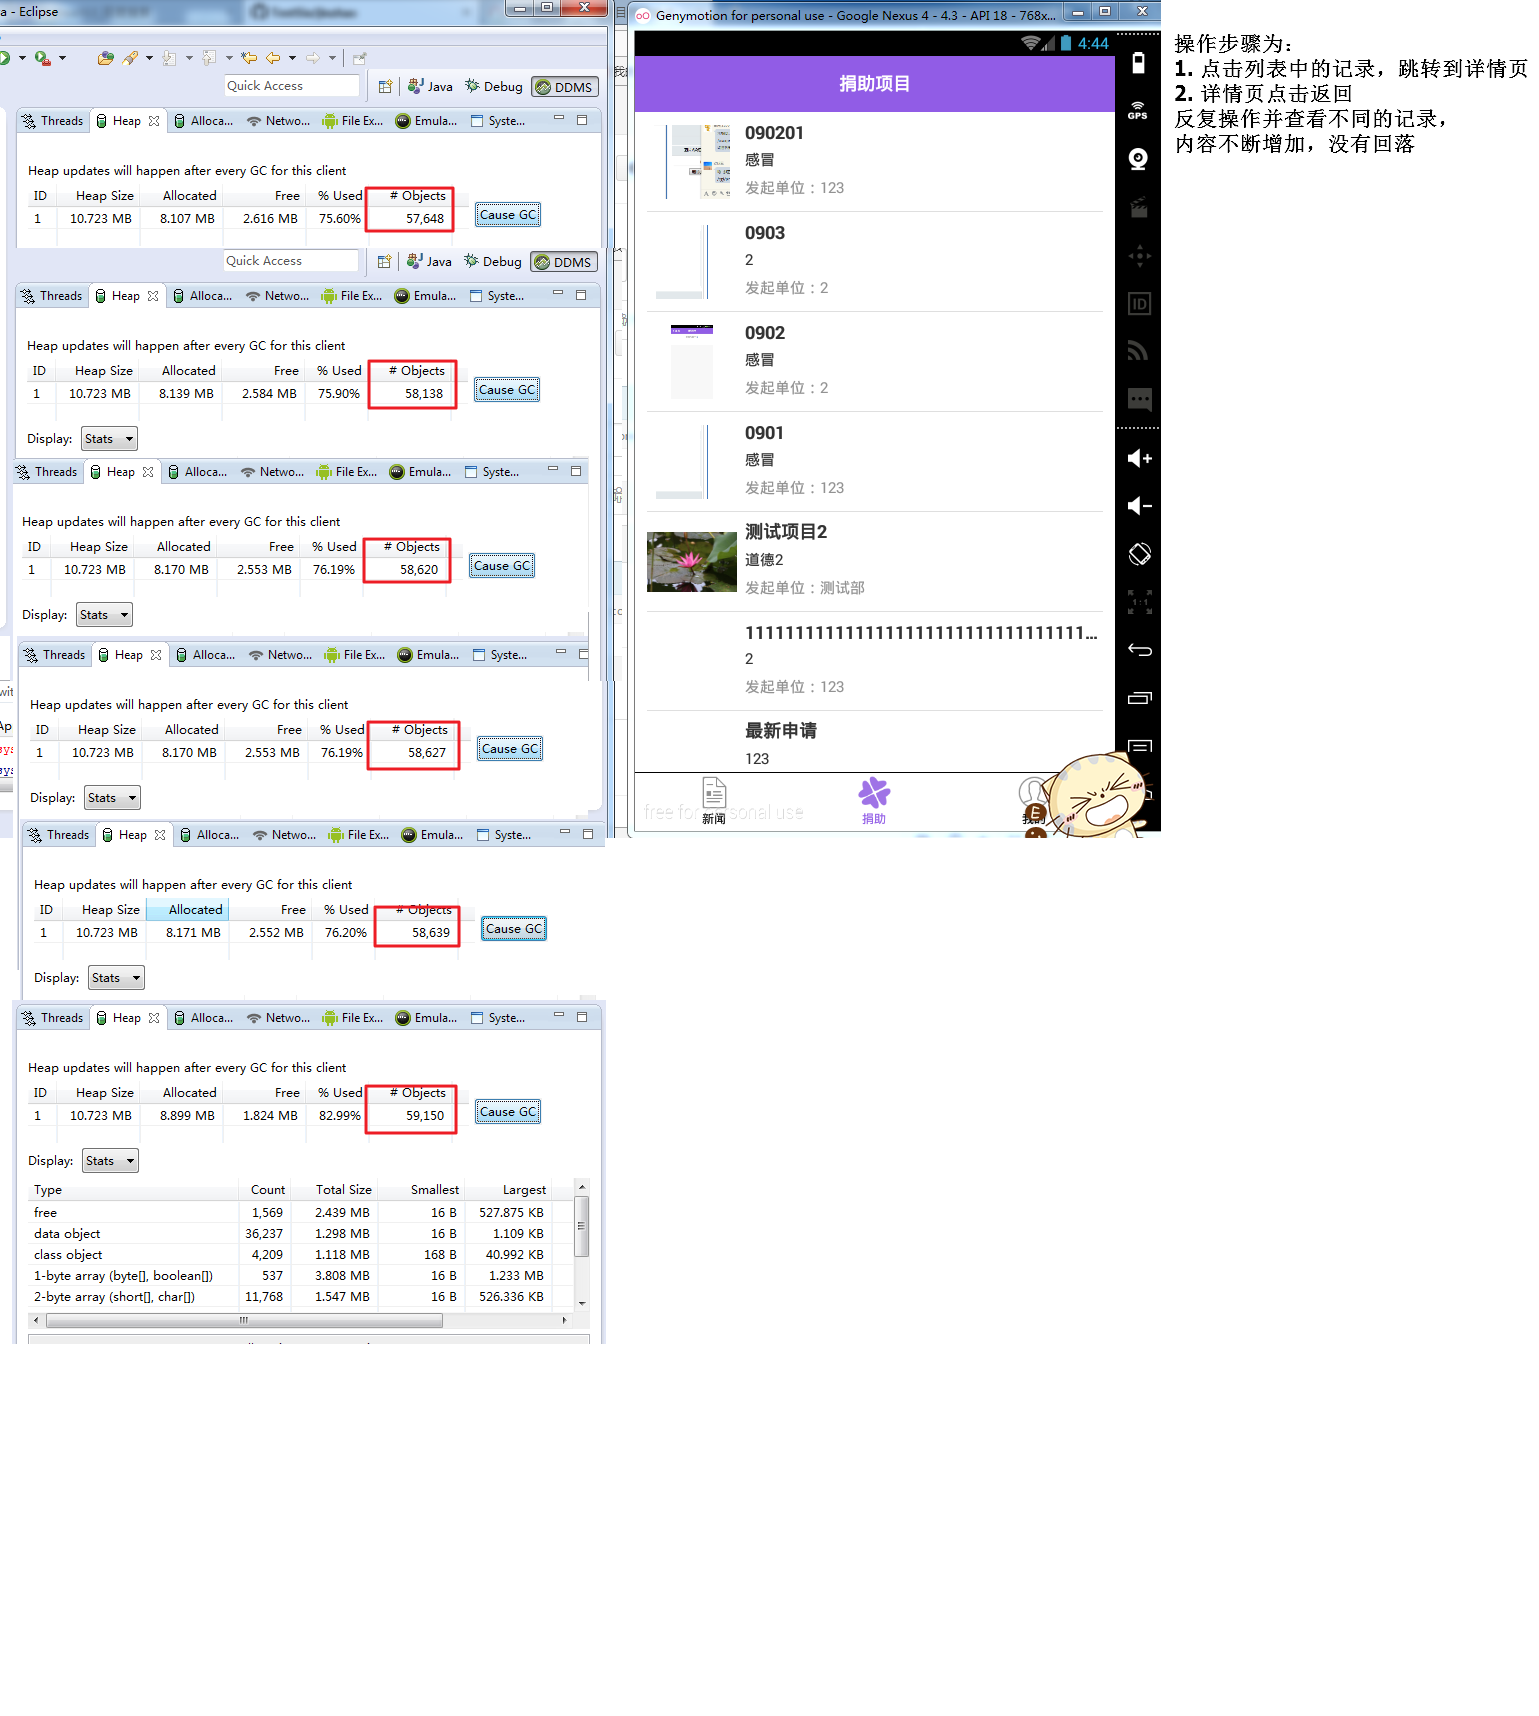 a - Eclipse
Quick Access
Java
Debug
DDMS
Threads
Heap
Alloca...
Netwo...
File Ex...
Emula...
Syste...
Heap updates will happen after every GC for this client
ID Heap Size Allocated Free % Used # Objects
1 10.723 MB 8.107 MB 2.616 MB 75.60% 57,648
Cause GC
Quick Access
Java
Debug
DDMS
Threads
Heap
Alloca...
Netwo...
File Ex...
Emula...
Syste...
Heap updates will happen after every GC for this client
ID Heap Size Allocated Free % Used # Objects
1 10.723 MB 8.139 MB 2.584 MB 75.90% 58,138
Cause GC
Display: Stats
Threads
Heap
Alloca...
Netwo...
File Ex...
Emula...
Syste...
Heap updates will happen after every GC for this client
ID Heap Size Allocated Free % Used # Objects
1 10.723 MB 8.170 MB 2.553 MB 76.19% 58,620
Cause GC
Display: Stats
Threads
Heap
Alloca...
Netwo...
File Ex...
Emula...
Syste...
Heap updates will happen after every GC for this client
ID Heap Size Allocated Free % Used # Objects
1 10.723 MB 8.170 MB 2.553 MB 76.19% 58,627
Cause GC
Display: Stats
Threads
Heap
Alloca...
Netwo...
File Ex...
Emula...
Syste...
Heap updates will happen after every GC for this client
ID Heap Size Allocated Free % Used # Objects
1 10.723 MB 8.171 MB 2.552 MB 76.20% 58,639
Cause GC
Display: Stats
Threads
Heap
Alloca...
Netwo...
File Ex...
Emula...
Syste...
Heap updates will happen after every GC for this client
ID Heap Size Allocated Free % Used # Objects
1 10.723 MB 8.899 MB 1.824 MB 82.99% 59,150
Cause GC
Display: Stats
Type Count Total Size Smallest Largest
free 1,569 2.439 MB 16 B 527.875 KB
data object 36,237 1.298 MB 16 B 1.109 KB
class object 4,209 1.118 MB 168 B 40.992 KB
1-byte array (byte[], boolean[]) 537 3.808 MB 16 B 1.233 MB
2-byte array (short[], char[]) 11,768 1.547 MB 16 B 526.336 KB
Genymotion for personal use - Google Nexus 4 - 4.3 - API 18 - 768x...
4:44
捐助项目
090201
感冒
发起单位：123
0903
2
发起单位：2
0902
感冒
发起单位：2
0901
感冒
发起单位：123
测试项目2
道德2
发起单位：测试部
1111111111111111111111111111111111...
2
发起单位：123
最新申请
123
free for personal use
新闻
捐助
我的
GPS
ID
1:1
操作步骤为：
1. 点击列表中的记录，跳转到详情页
2. 详情页点击返回
反复操作并查看不同的记录，
内容不断增加，没有回落